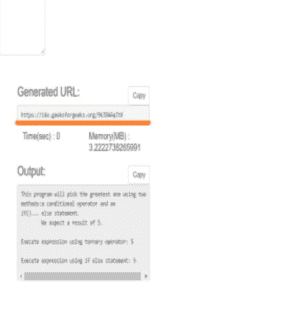 Generated URL:
Copy
Time(sec) : 0
Memory(MB) :
3.2222738265991
Output:
Copy
This program will pick the greatest one using two
methods:a conditional operator and an
if()... else statement.
We expect a result of 5.
Execute expression using ternary operator: 5
Execute expression using if else statement: 5